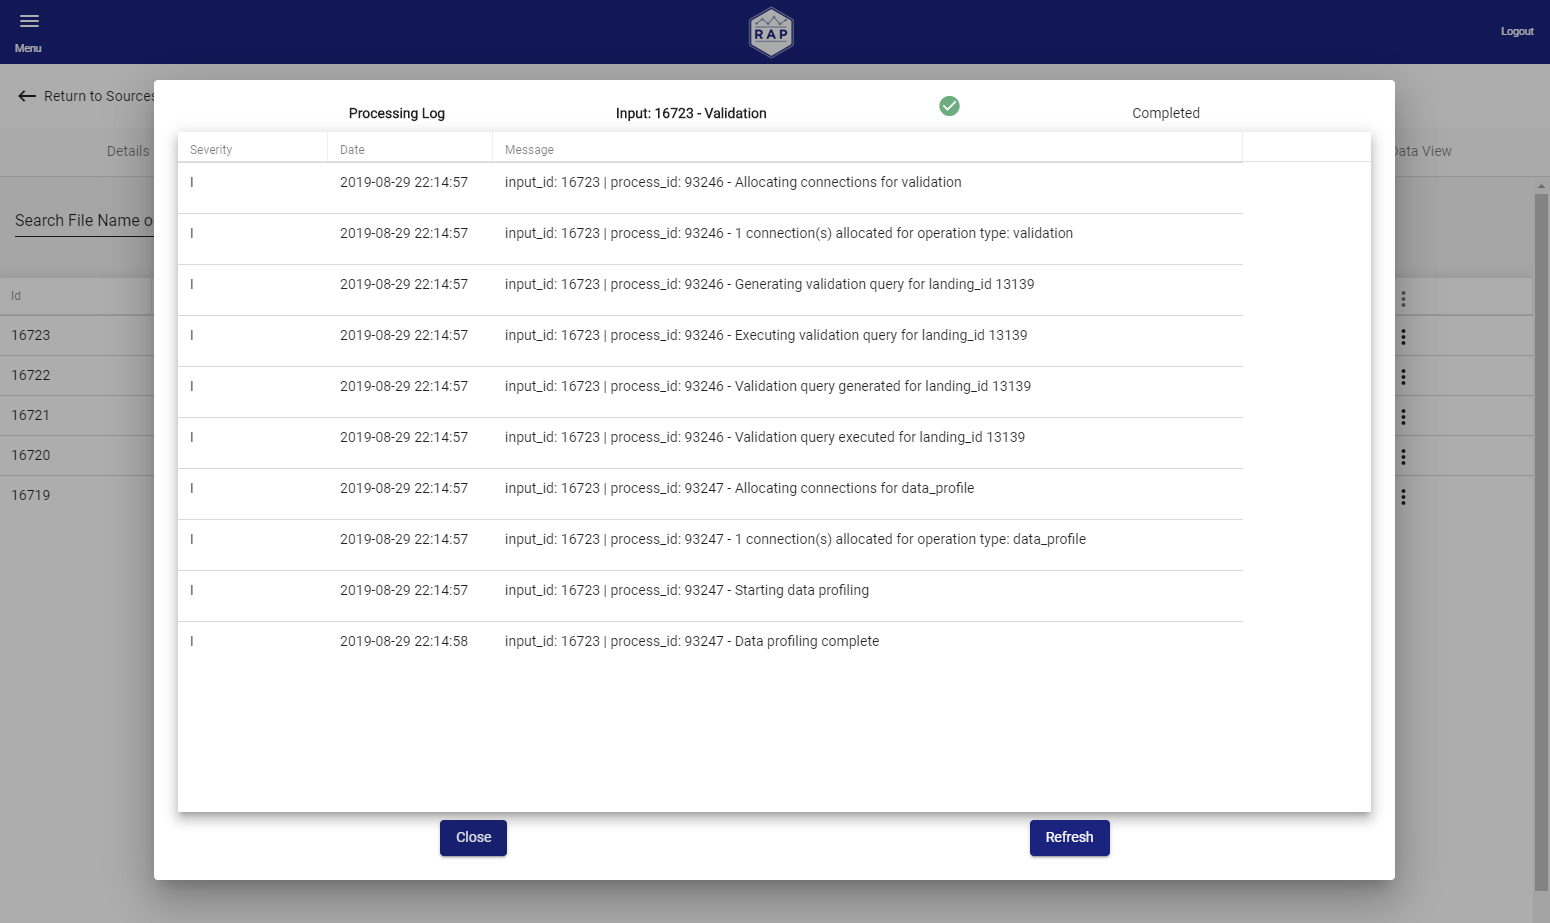 Menu
RAP
Logout
Return to Sources
Processing Log
Input: 16723 - Validation
Completed
Details
Data View
Severity
Date
Message
I 2019-08-29 22:14:57 input_id: 16723 | process_id: 93246 - Allocating connections for validation
I 2019-08-29 22:14:57 input_id: 16723 | process_id: 93246 - 1 connection(s) allocated for operation type: validation
I 2019-08-29 22:14:57 input_id: 16723 | process_id: 93246 - Generating validation query for landing_id 13139
I 2019-08-29 22:14:57 input_id: 16723 | process_id: 93246 - Executing validation query for landing_id 13139
I 2019-08-29 22:14:57 input_id: 16723 | process_id: 93246 - Validation query generated for landing_id 13139
I 2019-08-29 22:14:57 input_id: 16723 | process_id: 93246 - Validation query executed for landing_id 13139
I 2019-08-29 22:14:57 input_id: 16723 | process_id: 93247 - Allocating connections for data_profile
I 2019-08-29 22:14:57 input_id: 16723 | process_id: 93247 - 1 connection(s) allocated for operation type: data_profile
I 2019-08-29 22:14:57 input_id: 16723 | process_id: 93247 - Starting data profiling
I 2019-08-29 22:14:58 input_id: 16723 | process_id: 93247 - Data profiling complete
Search File Name o
Id
16723
16722
16721
16720
16719
Close
Refresh